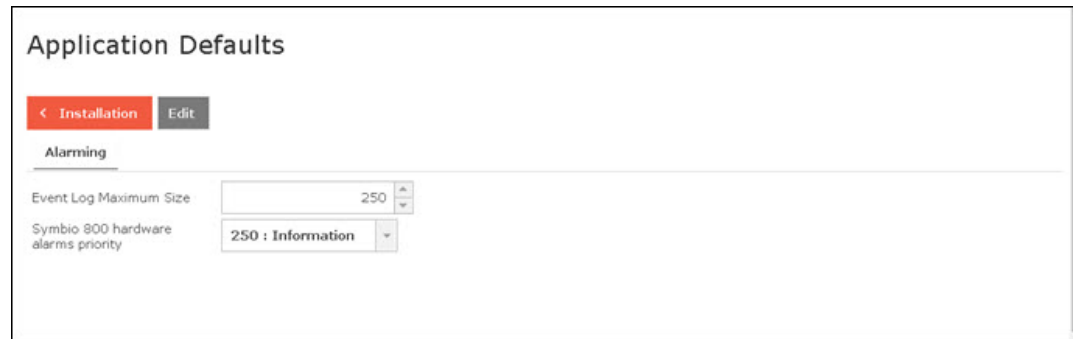 Application Defaults
< Installation Edit
Alarming
Event Log Maximum Size 250
Symbio 800 hardware
alarms priority 250 : Information